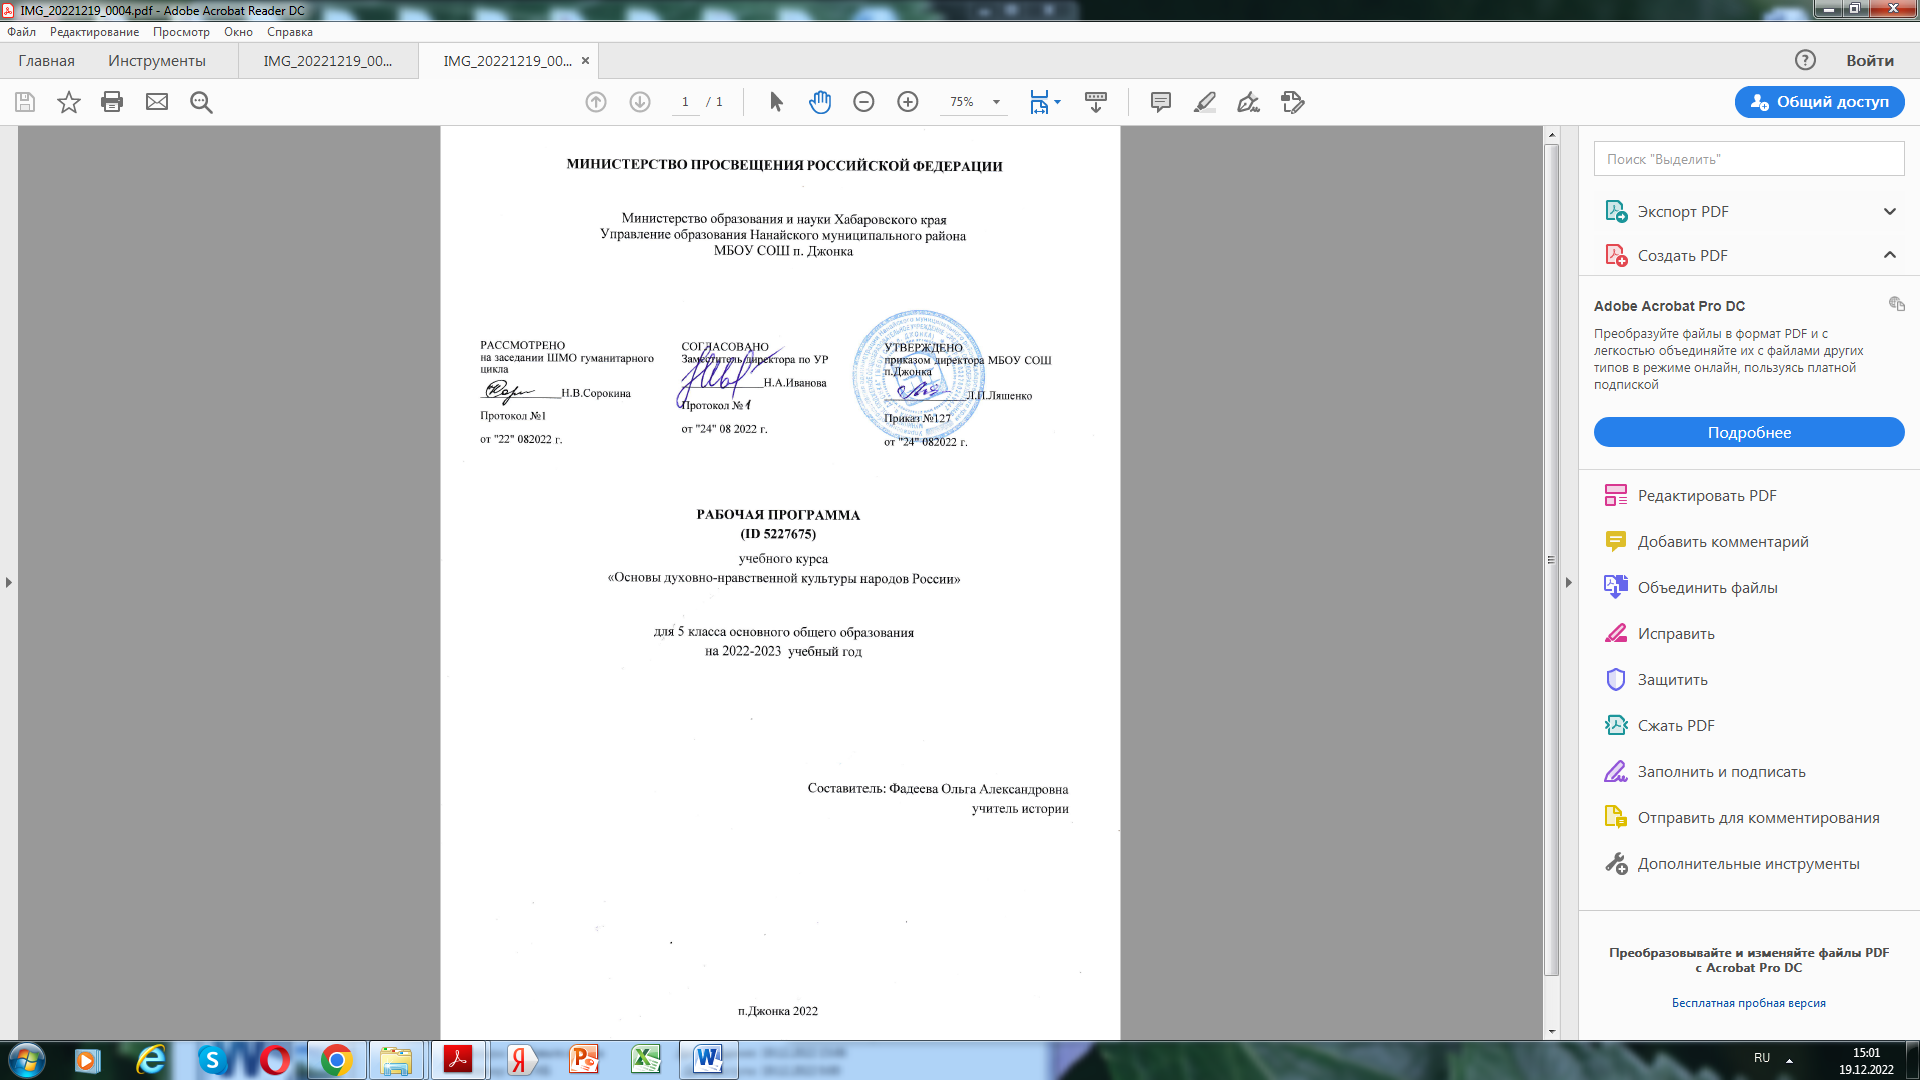 IMG_20221219_0004.pdf - Adobe Acrobat Reader DC
Файл Редактирование Просмотр Окно Справка
Главная Инструменты IMG_20221219_00... IMG_20221219_00... × Войти
1 / 1 75% Общий доступ
МИНИСТЕРСТВО ПРОСВЕЩЕНИЯ РОССИЙСКОЙ ФЕДЕРАЦИИ
Министерство образования и науки Хабаровского края
Управление образования Нанайского муниципального района
МБОУ СОШ п. Джонка
РАССМОТРЕНО
на заседании ШМО гуманитарного
цикла
Н.В.Сорокина
Протокол №1
от "22" 082022 г.
СОГЛАСОВАНО
Заместитель директора по УР
Н.А.Иванова
Протокол № 1
от "24" 08 2022 г.
УТВЕРЖДЕНО
приказом директора МБОУ СОШ
п.Джонка
Л.П.Ляшенко
Приказ №127
от "24" 082022 г.
РАБОЧАЯ ПРОГРАММА
(ID 5227675)
учебного курса
«Основы духовно-нравственной культуры народов России»
для 5 класса основного общего образования
на 2022-2023 учебный год
Составитель: Фадеева Ольга Александровна
учитель истории
п.Джонка 2022
Поиск "Выделить"
Экспорт PDF
Создать PDF
Adobe Acrobat Pro DC
Преобразуйте файлы в формат PDF и с
легкостью объединяйте их с файлами других
типов в режиме онлайн, пользуясь платной
подпиской
Подробнее
Редактировать PDF
Добавить комментарий
Объединить файлы
Исправить
Защитить
Сжать PDF
Заполнить и подписать
Отправить для комментирования
Дополнительные инструменты
Преобразовывайте и изменяйте файлы PDF
с Acrobat Pro DC
Бесплатная пробная версия
RU
15:01
19.12.2022